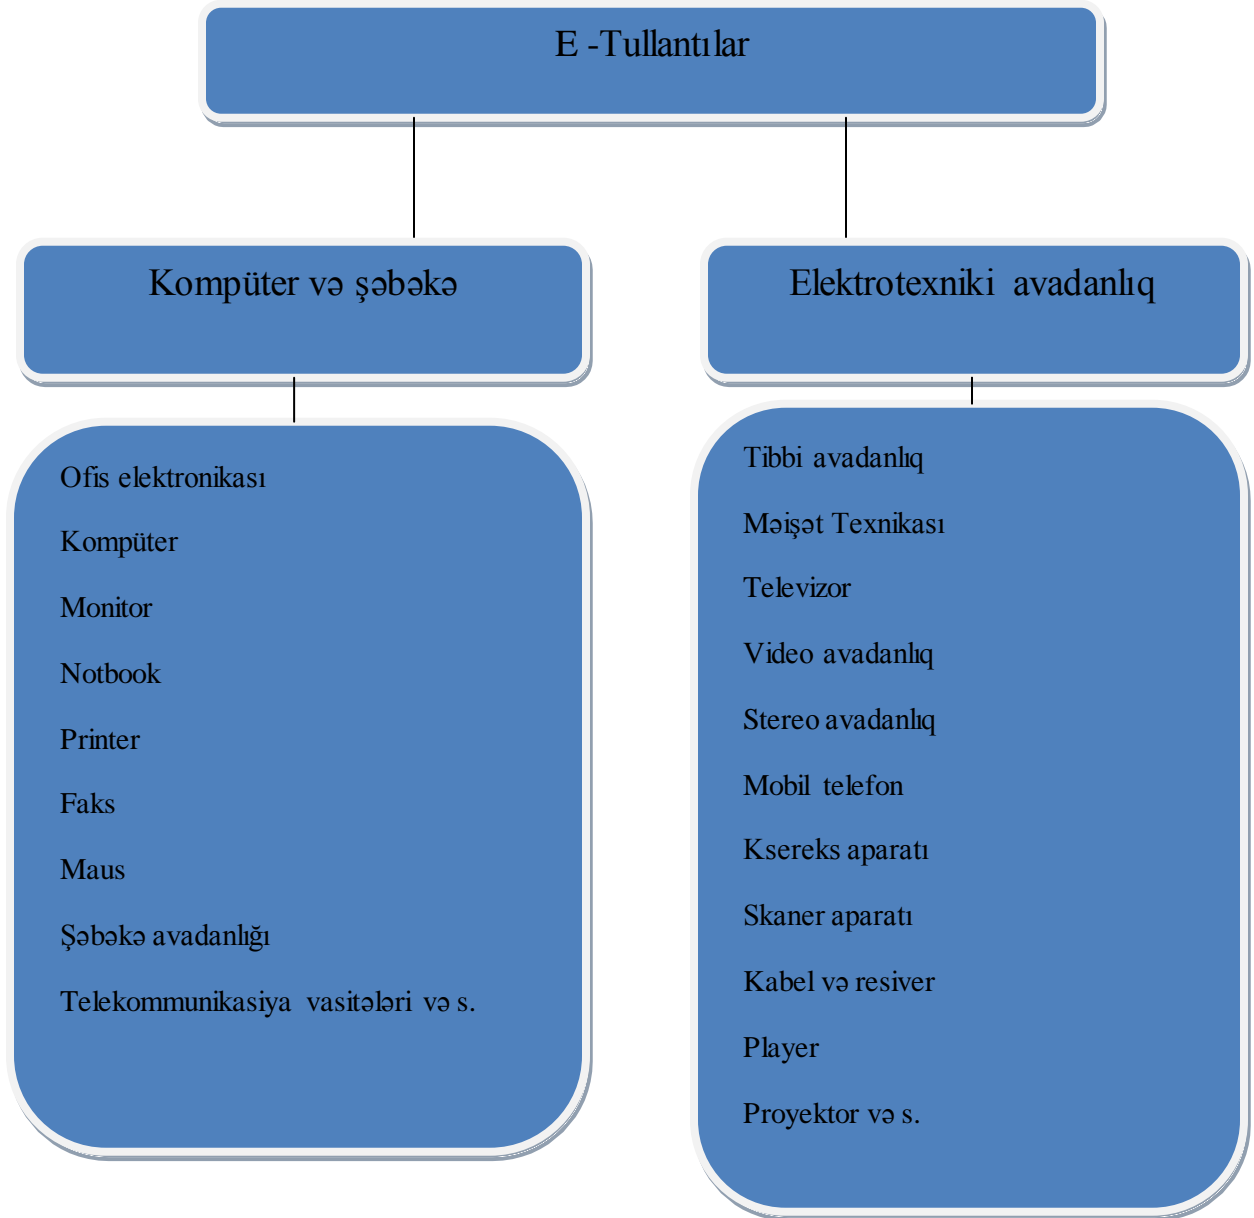 E -Tullantılar
Kompüter və şəbəkə
Elektrotexniki avadanlıq
Ofis elektronikası
Kompüter
Monitor
Notbook
Printer
Faks
Maus
Şəbəkə avadanlığı
Telekommunikasiya vasitələri və s.
Tibbi avadanlıq
Məişət Texnikası
Televizor
Video avadanlıq
Stereo avadanlıq
Mobil telefon
Ksereks aparatı
Skaner aparatı
Kabel və resiver
Player
Proyektor və s.